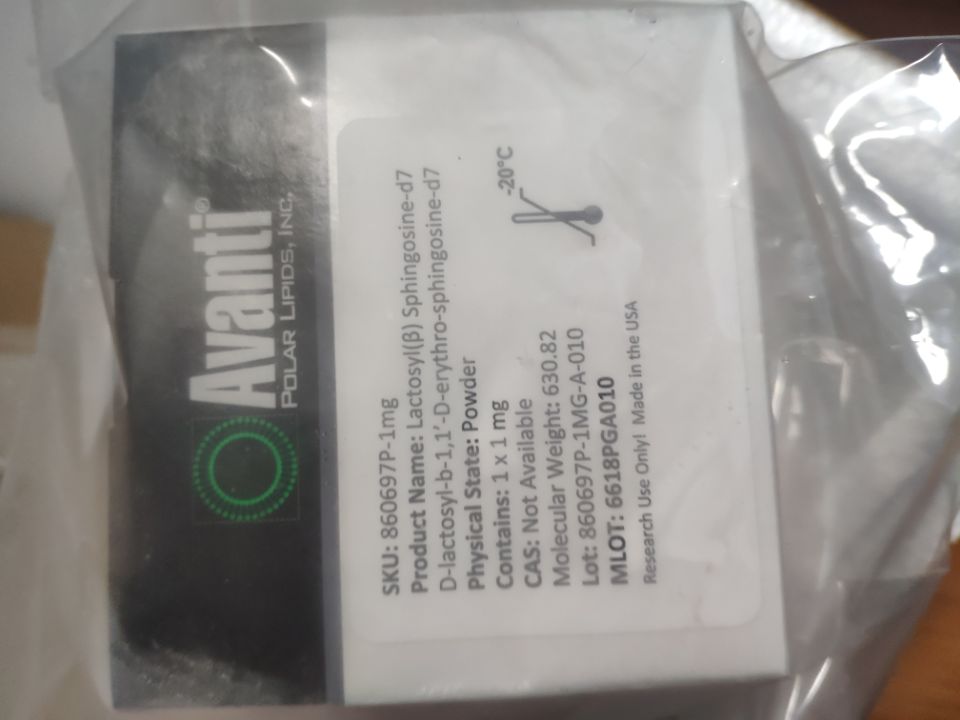 Avanti®
POLAR LIPIDS, INC.
SKU: 860697P-1mg
Product Name: Lactosyl(β) Sphingosine-d7
D-lactosyl-b-1,1'-D-erythro-sphingosine-d7
Physical State: Powder
Contains: 1 x 1 mg
CAS: Not Available
Molecular Weight: 630.82
Lot: 860697P-1MG-A-010
MLOT: 6618PGA010
Research Use Only! Made in the USA
-20°C